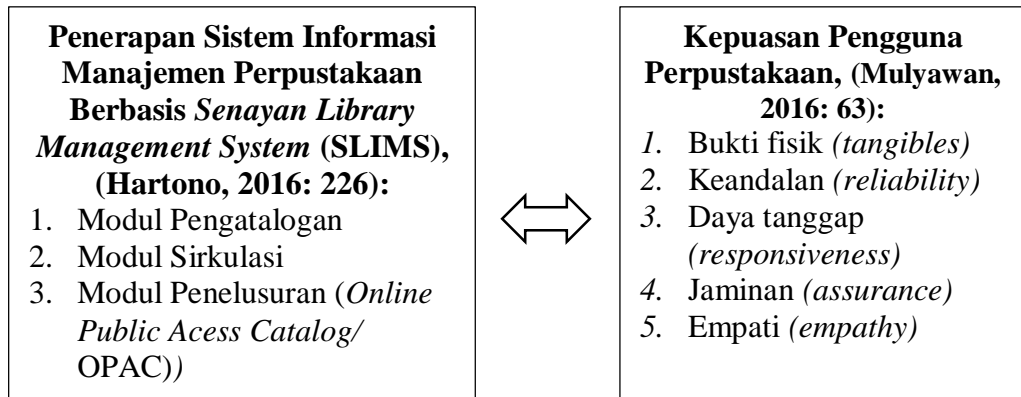 Penerapan Sistem Informasi
Manajemen Perpustakaan
Berbasis Senayan Library
Management System (SLIMS),
(Hartono, 2016: 226):
1. Modul Pengatalogan
2. Modul Sirkulasi
3. Modul Penelusuran (Online
Public Acess Catalog/
OPAC))
Kepuasan Pengguna
Perpustakaan, (Mulyawan,
2016: 63):
1. Bukti fisik (tangibles)
2. Keandalan (reliability)
3. Daya tanggap
(responsiveness)
4. Jaminan (assurance)
5. Empati (empathy)